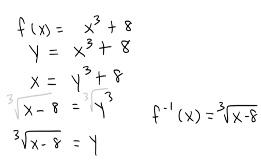 f(x) = x³ + 8
y = x³ + 8
x = y³ + 8
∛x - 8 = ∛y³
∛x - 8 = y
f⁻¹(x) = ∛x-8